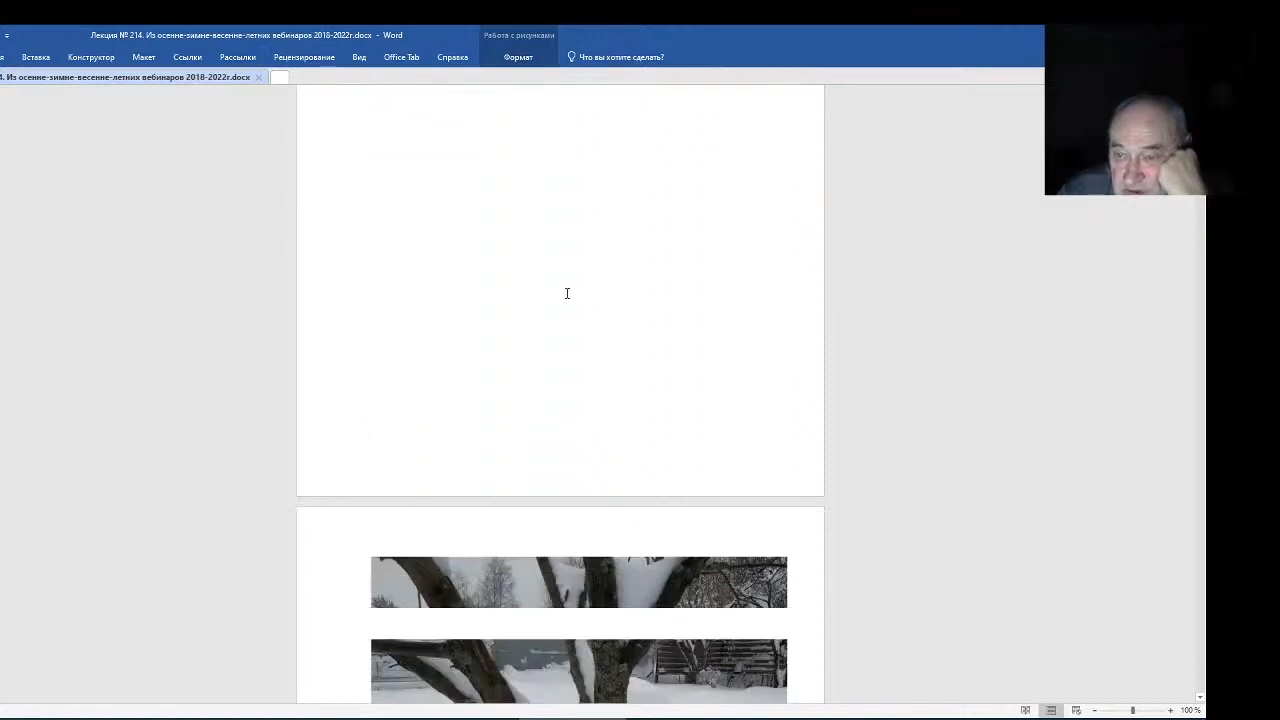 Лекция № 214. Из осенне-зимне-весенне-летних вебинаров 2018-2022г.docx - Word
Работа с рисунками
Вставка Конструктор Макет Ссылки Рассылки Рецензирование Вид Office Tab Справка Формат Что вы хотите сделать?
4. Из осенне-зимне-весенне-летних вебинаров 2018-2022г.docx
100 %